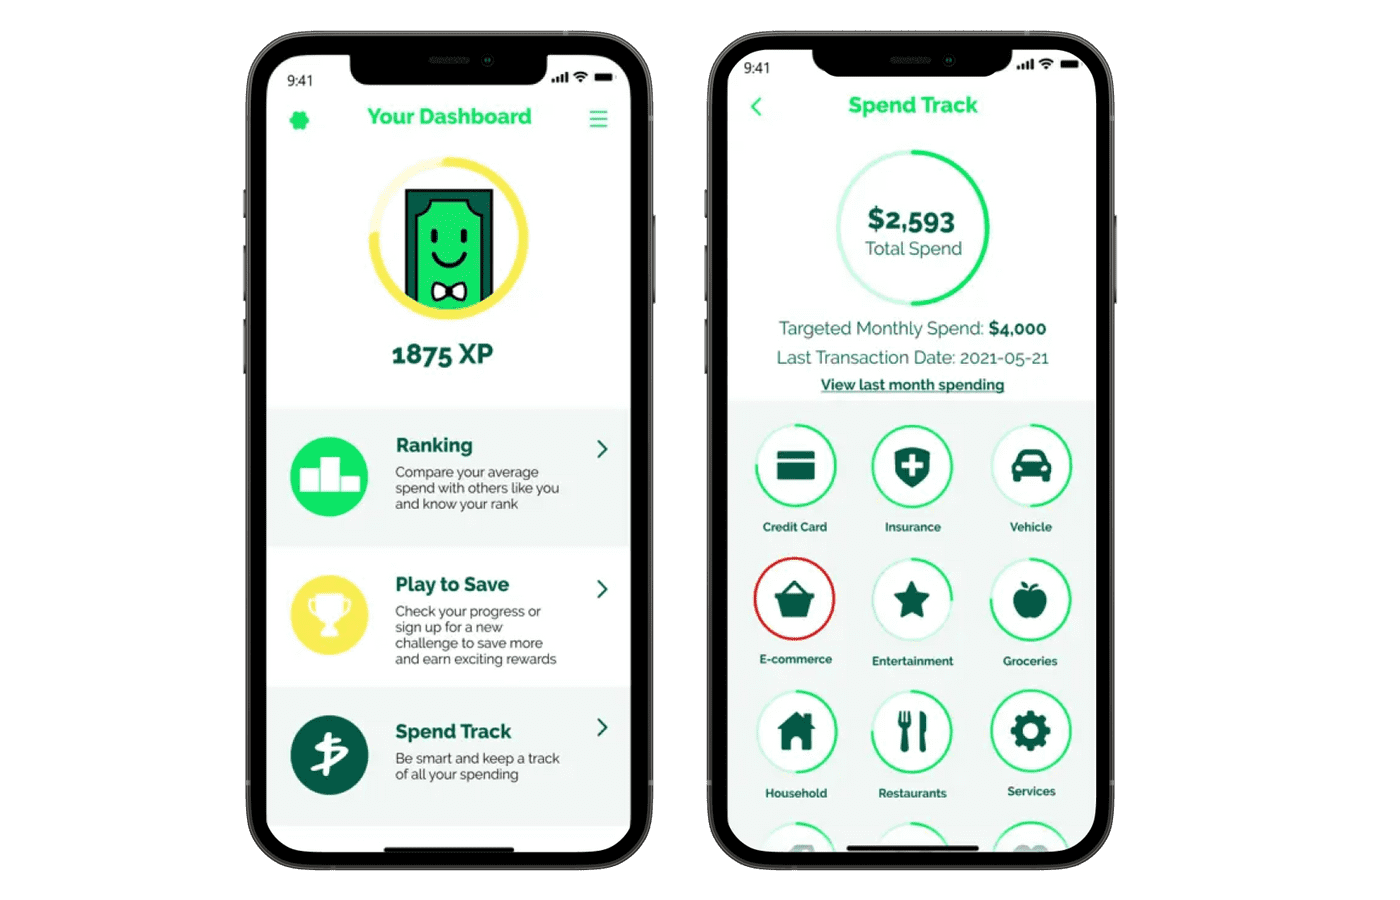 9:41
Your Dashboard
1875 XP
Ranking
Compare your average
spend with others like you
and know your rank
Play to Save
Check your progress or
sign up for a new
challenge to save more
and earn exciting rewards
Spend Track
Be smart and keep a track
of all your spending
9:41
Spend Track
$2,593
Total Spend
Targeted Monthly Spend: $4,000
Last Transaction Date: 2021-05-21
View last month spending
Credit Card
Insurance
Vehicle
E-commerce
Entertainment
Groceries
Household
Restaurants
Services